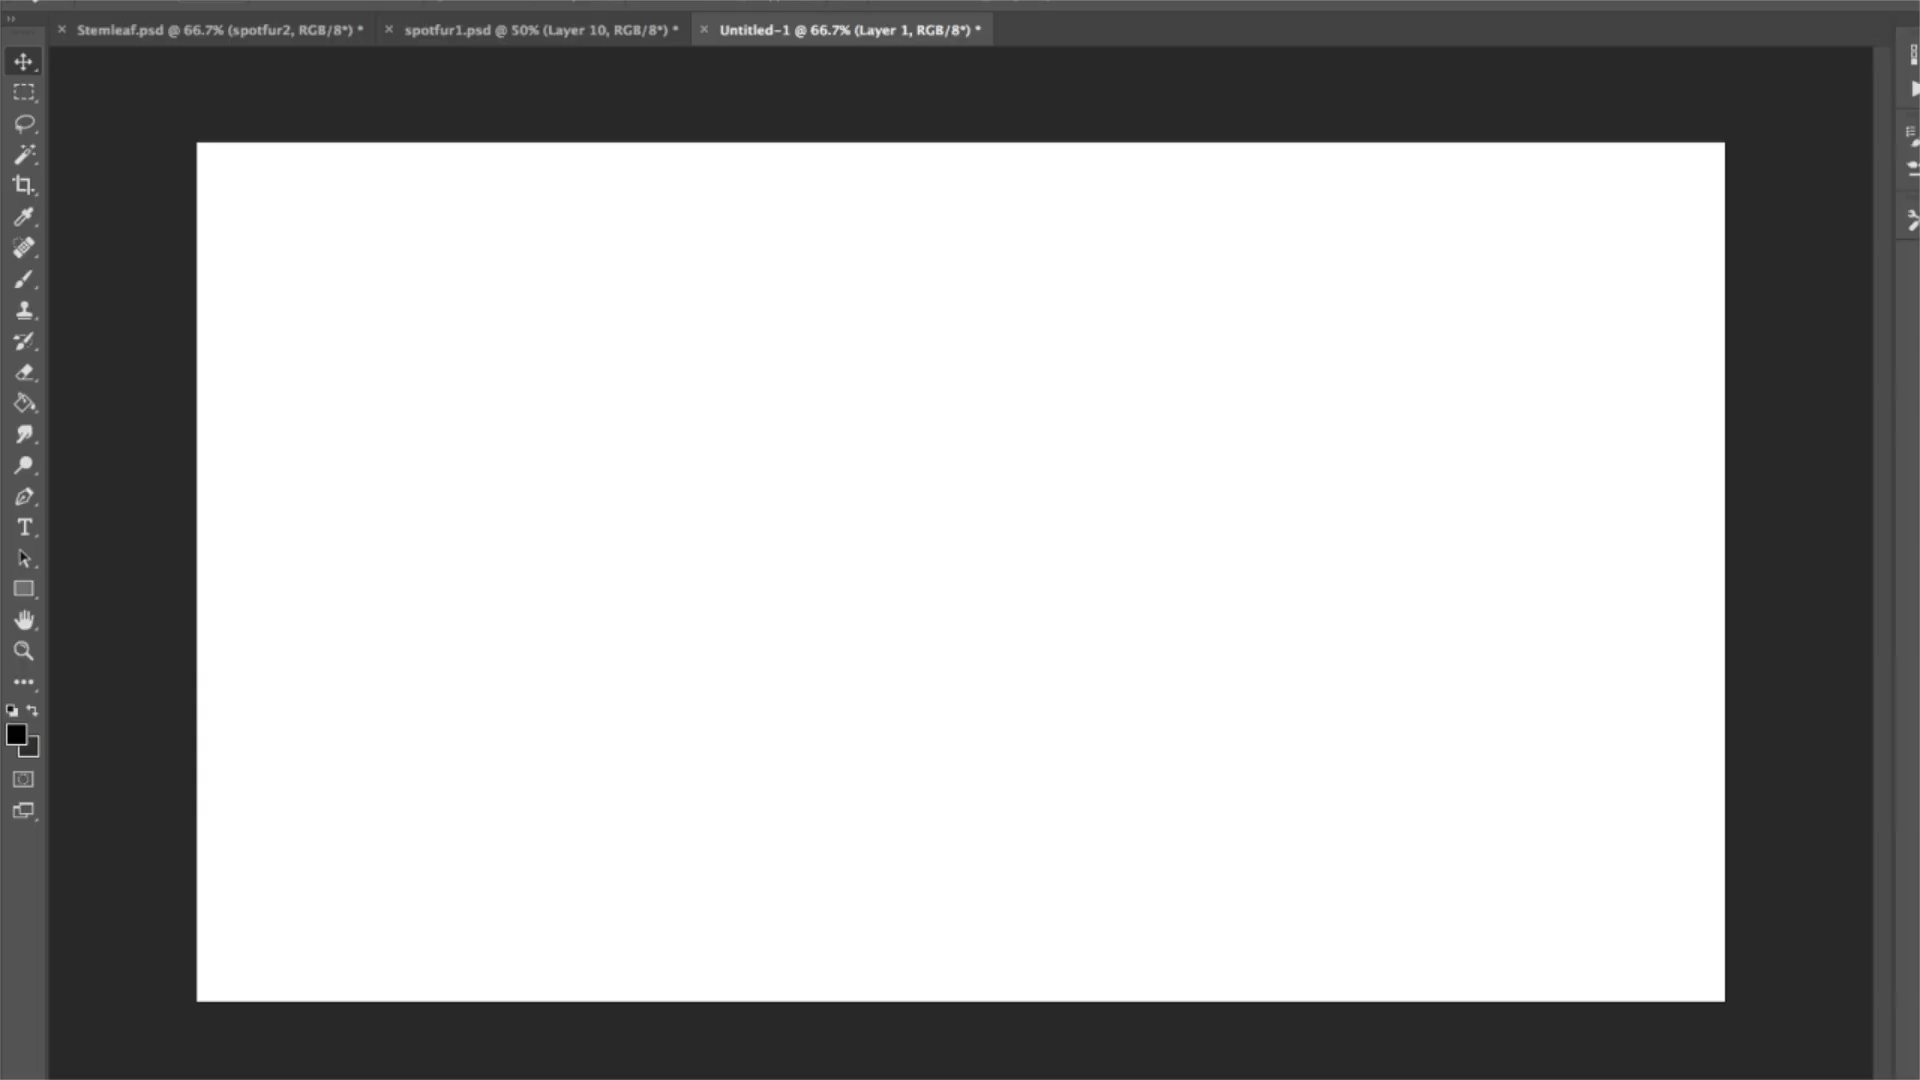 Stemleaf.psd @ 66.7% (spotfur2, RGB/8*) *
spotfur1.psd @ 50% (Layer 10, RGB/8*) *
Untitled-1 @ 66.7% (Layer 1, RGB/8*) *